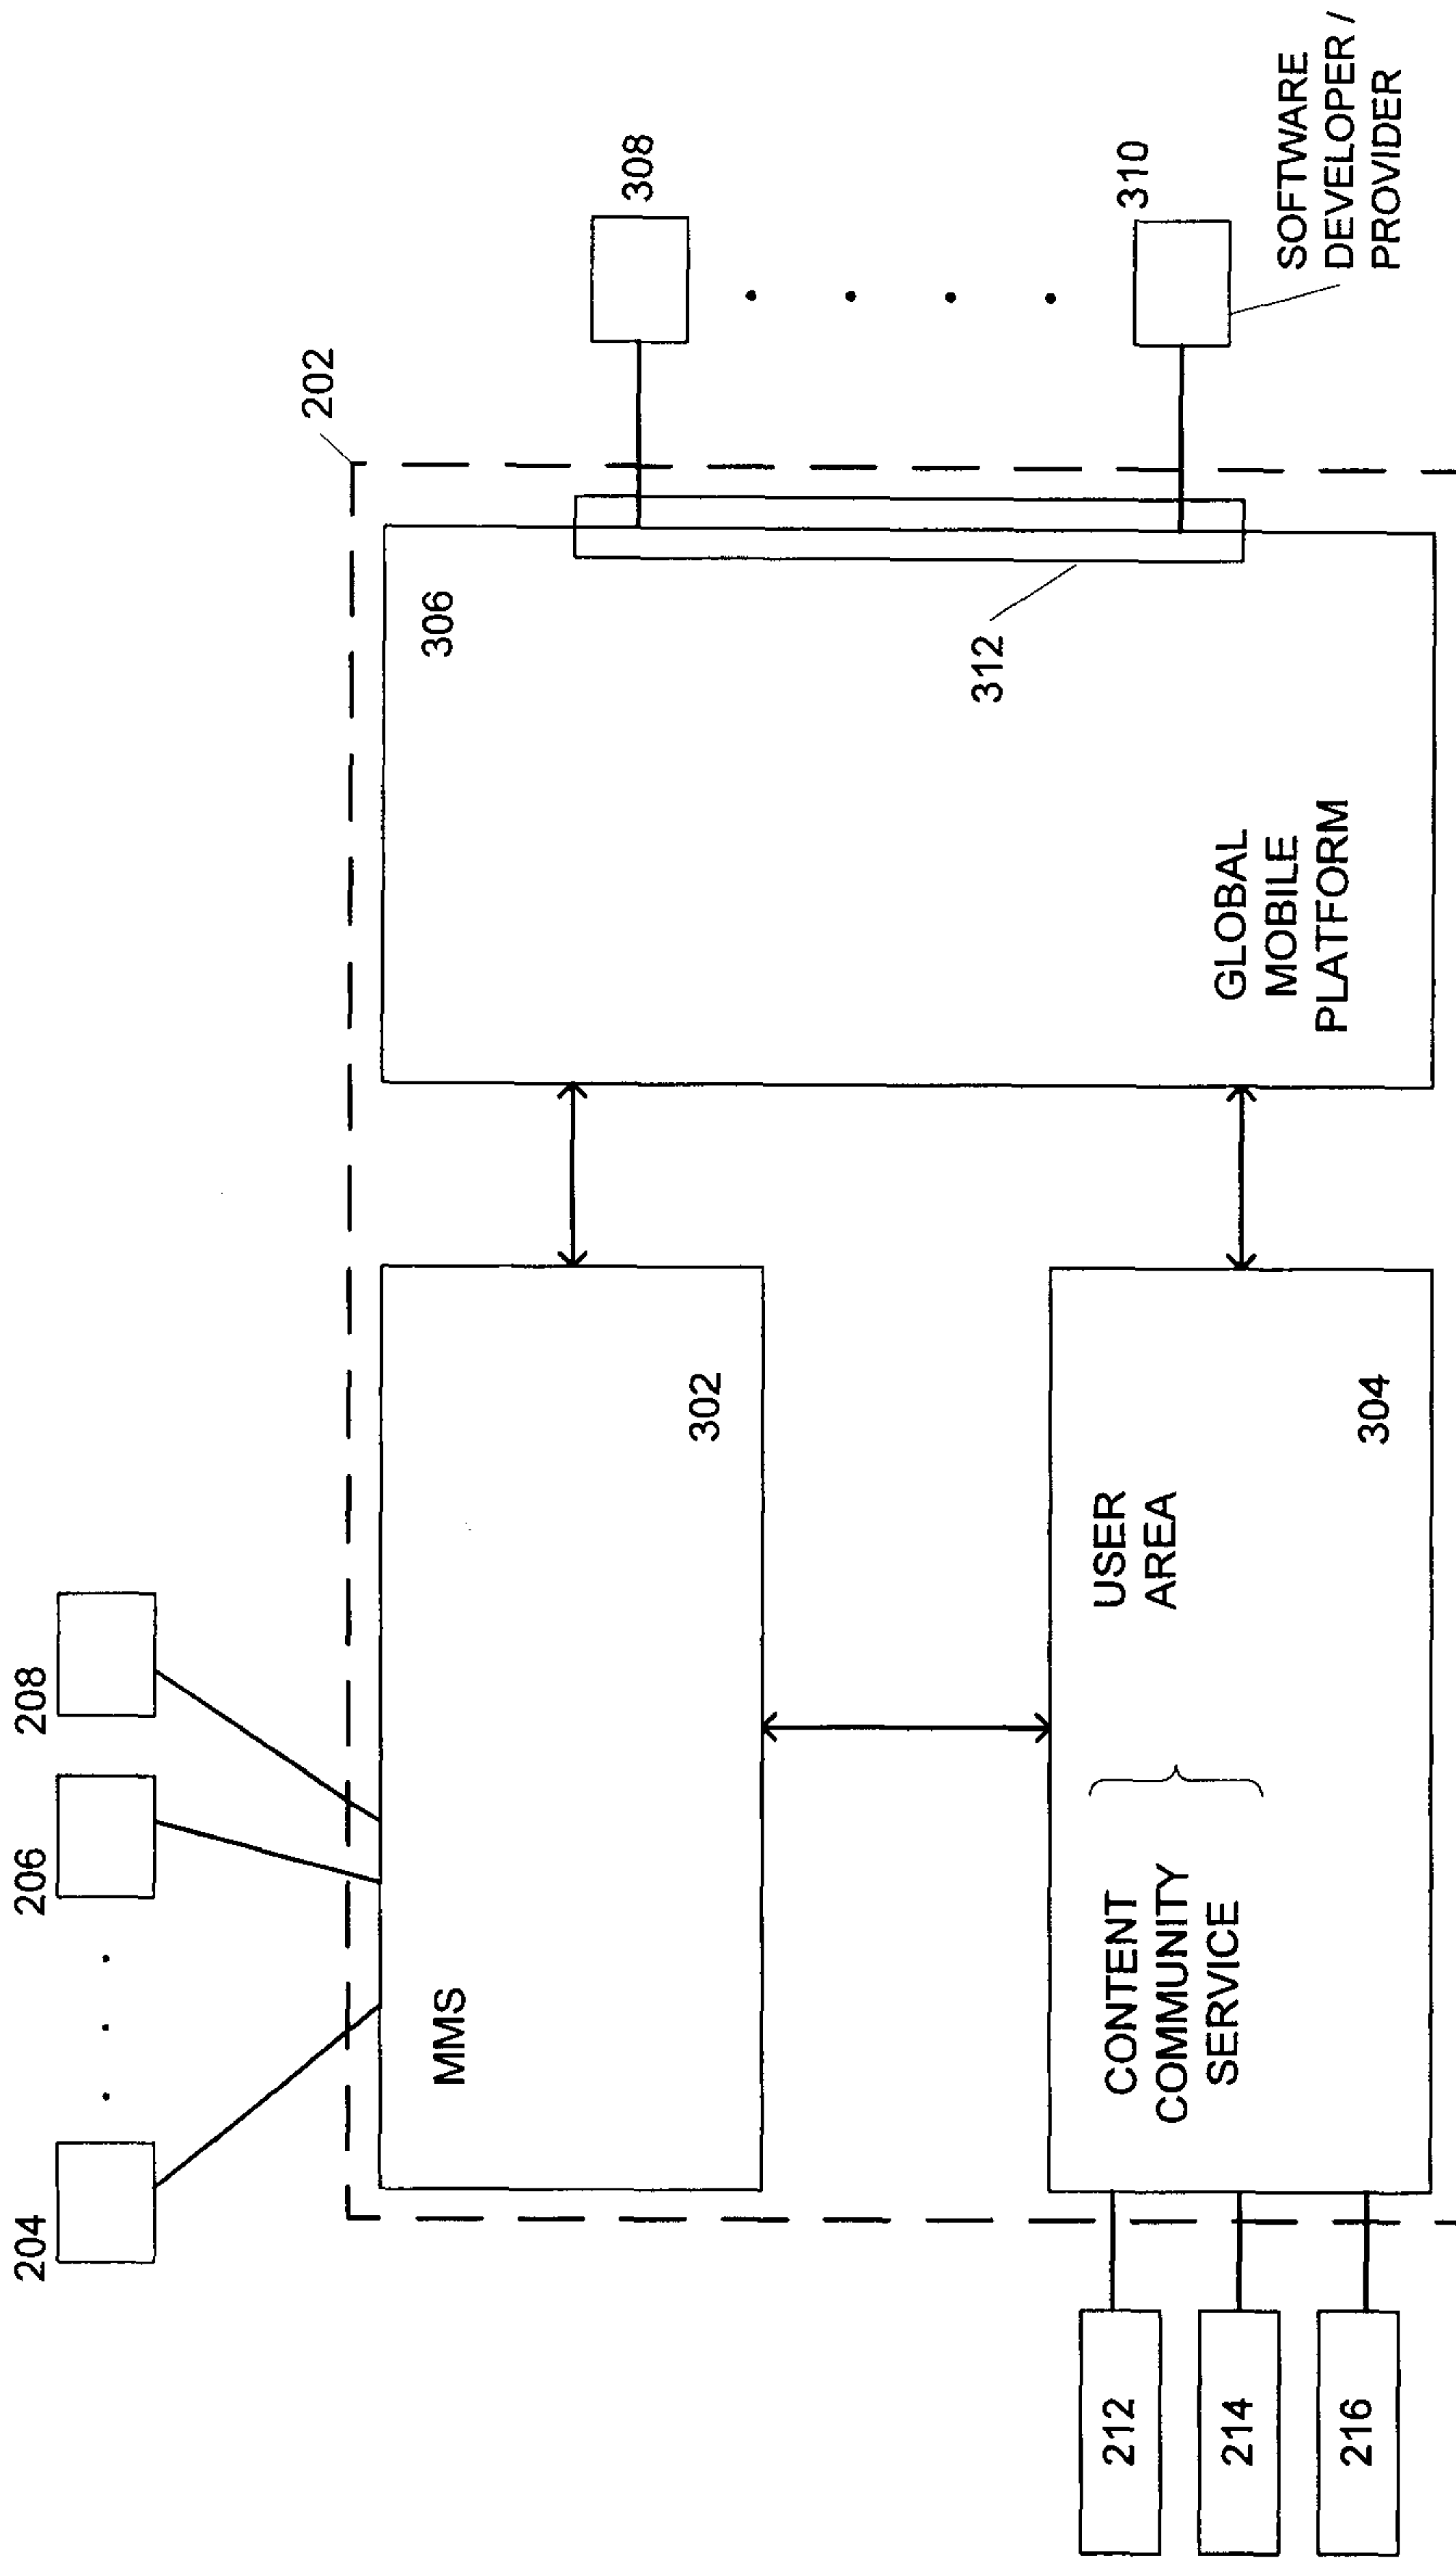 204
206
208
202
MMS
306
308
302
312
310
212
214
216
CONTENT
COMMUNITY
SERVICE
USER
AREA
304
GLOBAL
MOBILE
PLATFORM
SOFTWARE
DEVELOPER /
PROVIDER